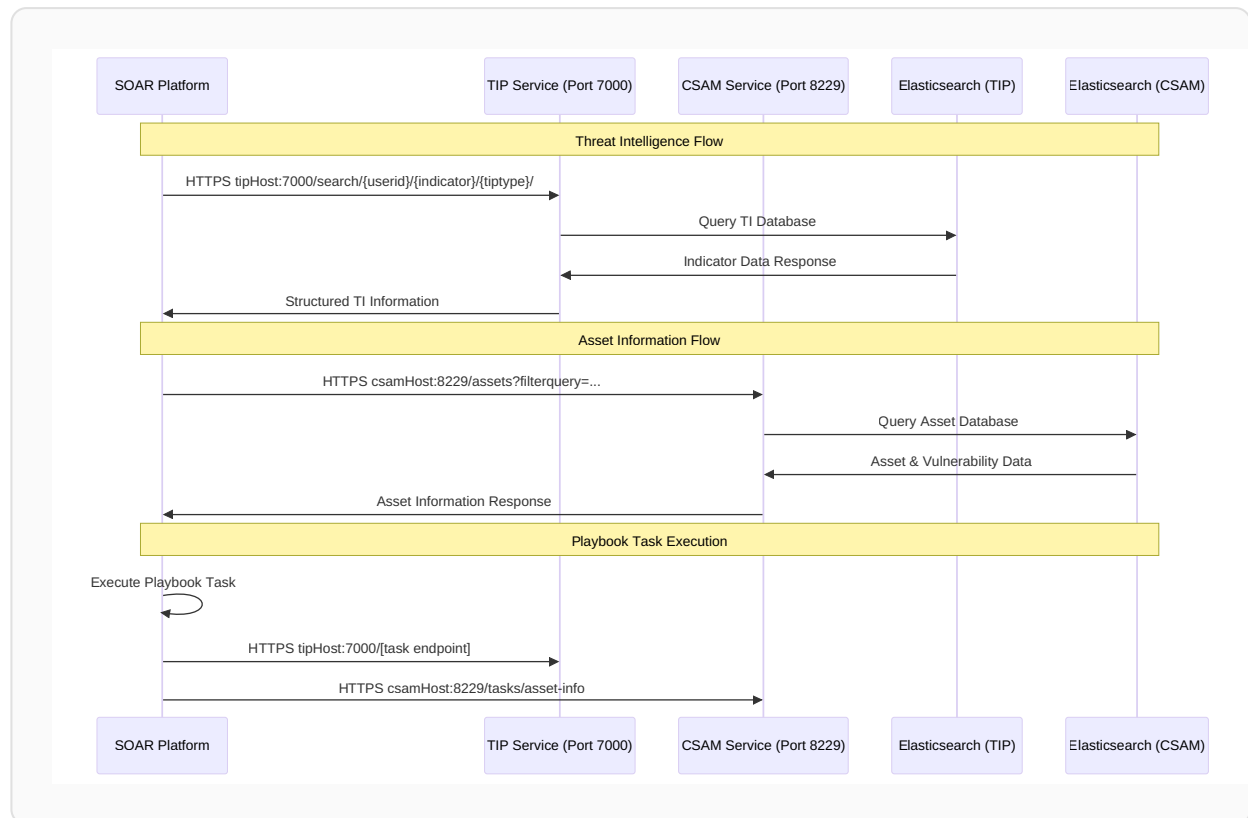 SOAR Platform
TIP Service (Port 7000)
CSAM Service (Port 8229)
Elasticsearch (TIP)
Elasticsearch (CSAM)
Threat Intelligence Flow
HTTPS tipHost:7000/search/{userid}/{indicator}/{tiptype}/
Query TI Database
Indicator Data Response
Structured TI Information
Asset Information Flow
HTTPS csamHost:8229/assets?filterquery=...
Query Asset Database
Asset & Vulnerability Data
Asset Information Response
Playbook Task Execution
Execute Playbook Task
HTTPS tipHost:7000/[task endpoint]
HTTPS csamHost:8229/tasks/asset-info
SOAR Platform
TIP Service (Port 7000)
CSAM Service (Port 8229)
Elasticsearch (TIP)
Elasticsearch (CSAM)